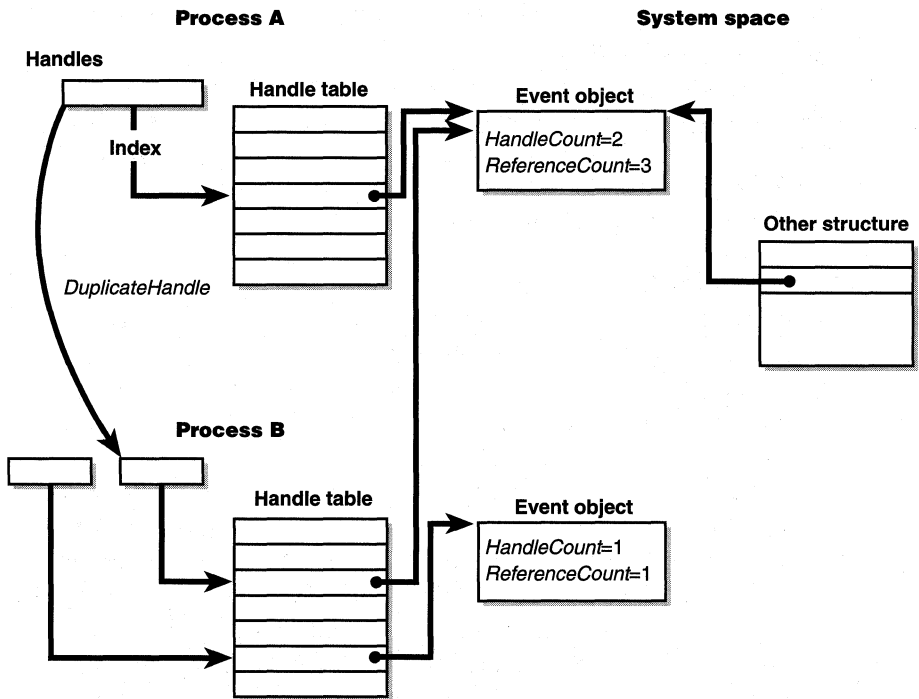 Process A
System space
Handles
Handle table
Event object
Index
HandleCount=2
ReferenceCount=3
Other structure
DuplicateHandle
Process B
Handle table
Event object
HandleCount=1
ReferenceCount=1